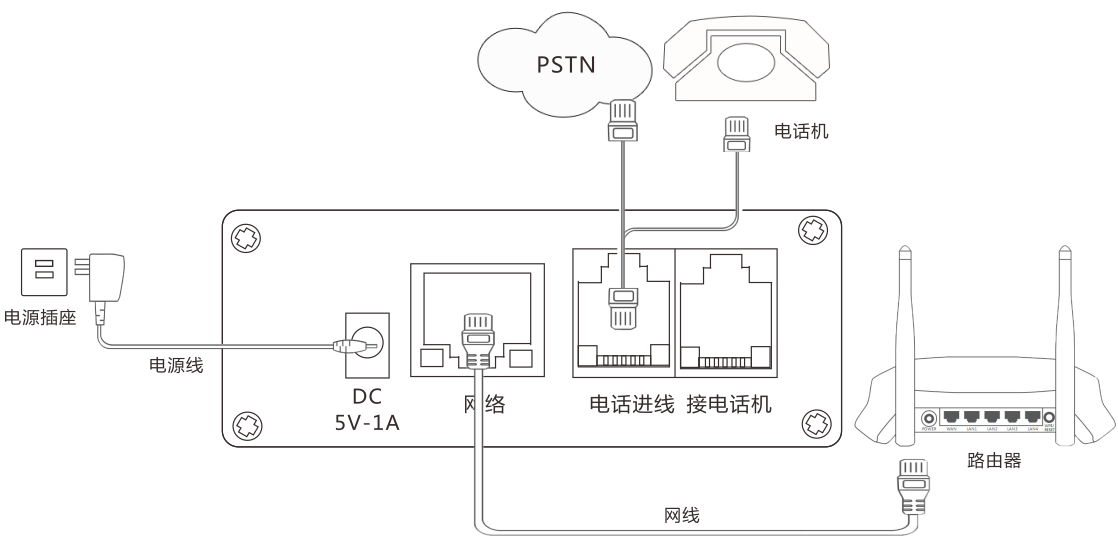 PSTN
电话机
电源插座
电源线
DC
5V-1A
网络
电话进线
接电话机
POWER
WAN
LAN1
LAN2
LAN3
LAN4
路由器
网线